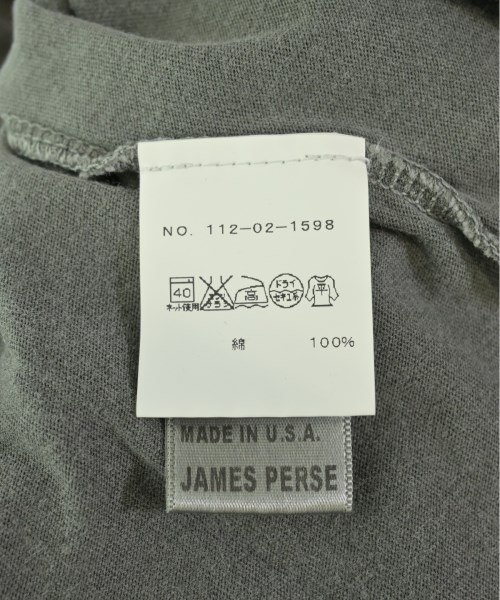 NO. 112-02-1598
40 高 ドライ セキユ系 平
ネット使用
綿 100%
MADE IN U.S.A.
JAMES PERSE